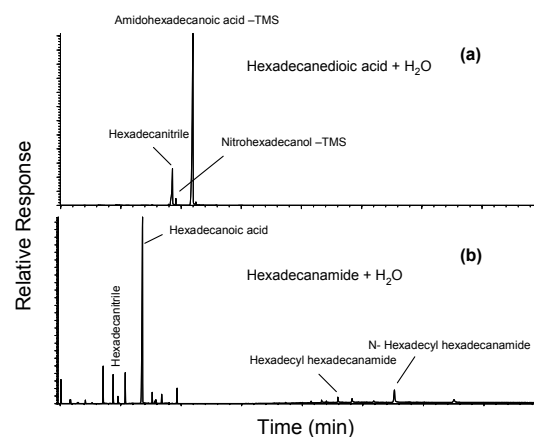 Amidohexadecanoic acid –TMS
(a)
Hexadecanedioic acid + H₂O
Hexadecanitrile
Nitrohexadecanol –TMS
Relative Response
Hexadecanoic acid
(b)
Hexadecanamide + H₂O
Hexadecanitrile
N- Hexadecyl hexadecanamide
Hexadecyl hexadecanamide
Time (min)